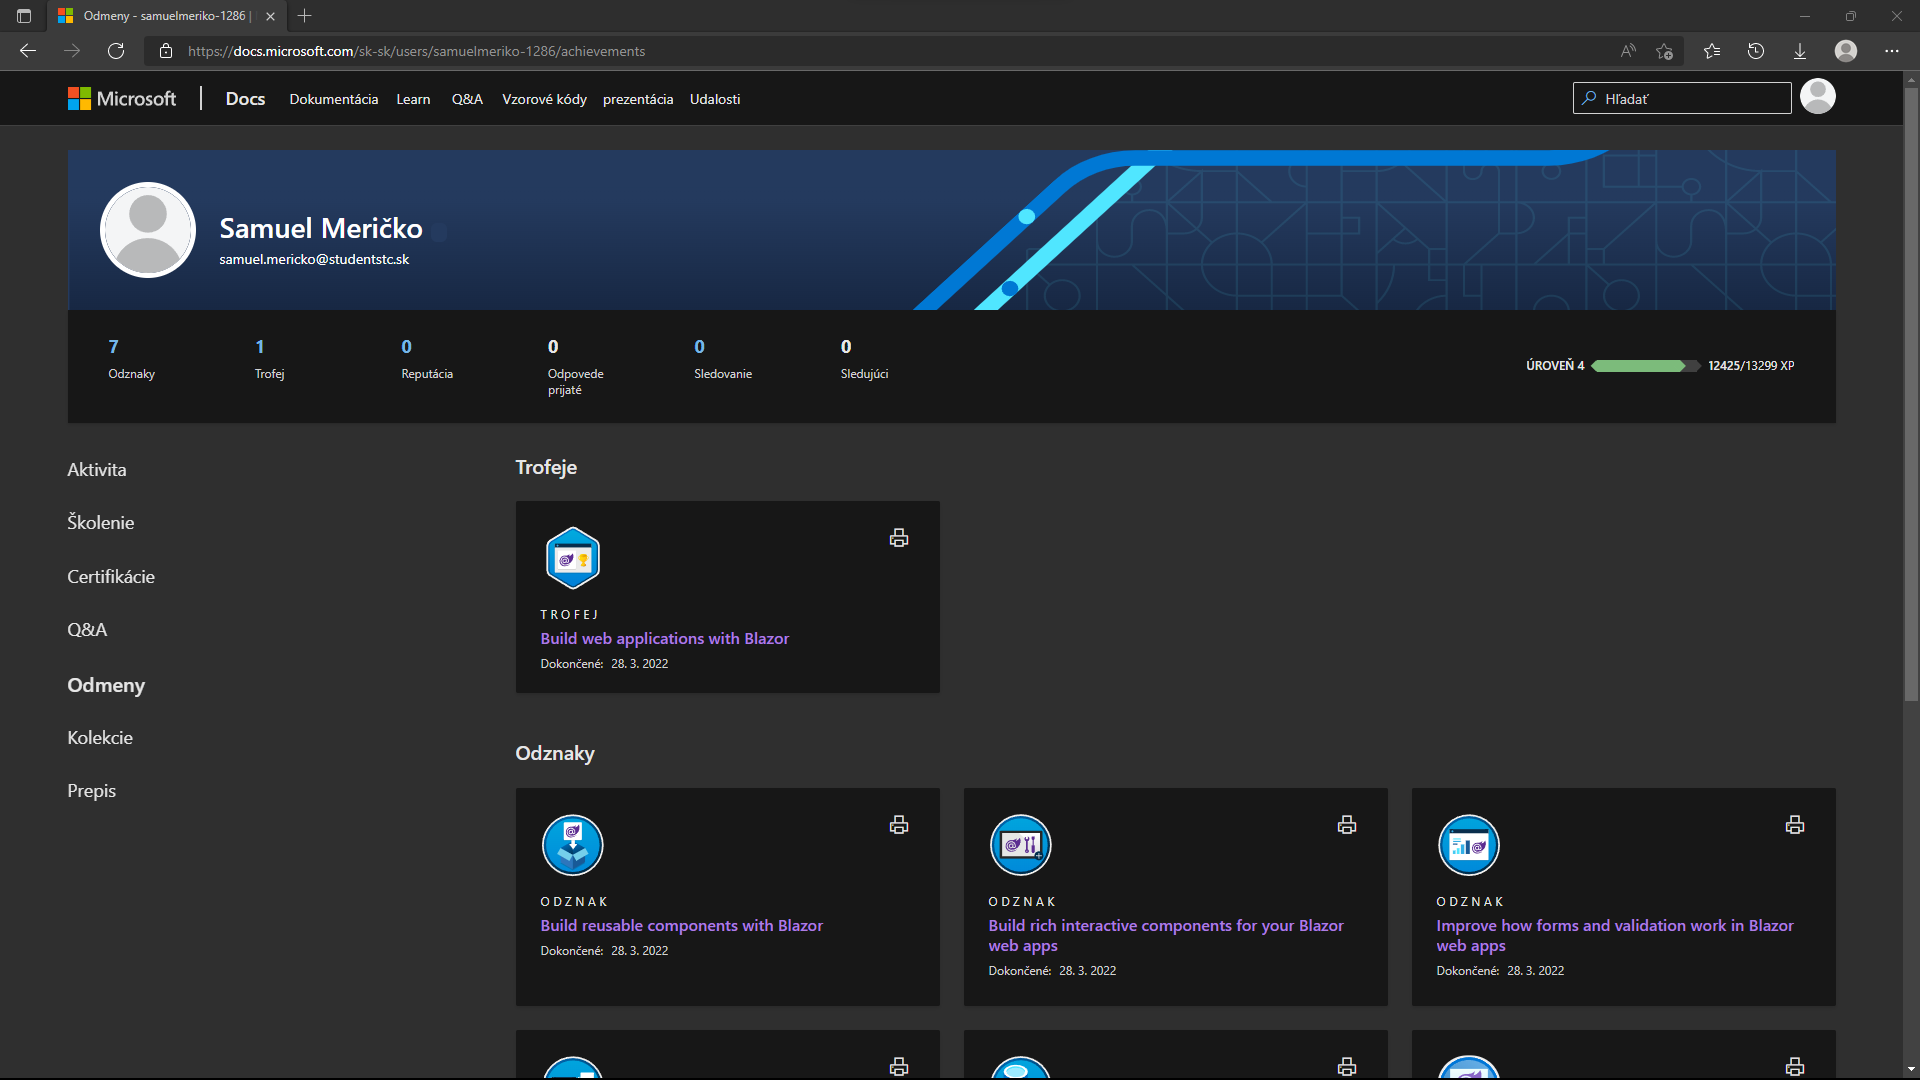 Odmeny - samuelmeriko-1286 |
https://docs.microsoft.com/sk-sk/users/samuelmeriko-1286/achievements
Microsoft
Docs
Dokumentácia
Learn
Q&A
Vzorové kódy
prezentácia
Udalosti
Hľadať
Samuel Meričko
samuel.mericko@studentstc.sk
7
Odznaky
1
Trofej
0
Reputácia
0
Odpovede
prijaté
0
Sledovanie
0
Sledujúci
ÚROVEŇ 4
12425/13299 XP
Aktivita
Školenie
Certifikácie
Q&A
Odmeny
Kolekcie
Prepis
Trofeje
TROFEJ
Build web applications with Blazor
Dokončené: 28. 3. 2022
Odznaky
ODZNAK
Build reusable components with Blazor
Dokončené: 28. 3. 2022
ODZNAK
Build rich interactive components for your Blazor
web apps
Dokončené: 28. 3. 2022
ODZNAK
Improve how forms and validation work in Blazor
web apps
Dokončené: 28. 3. 2022